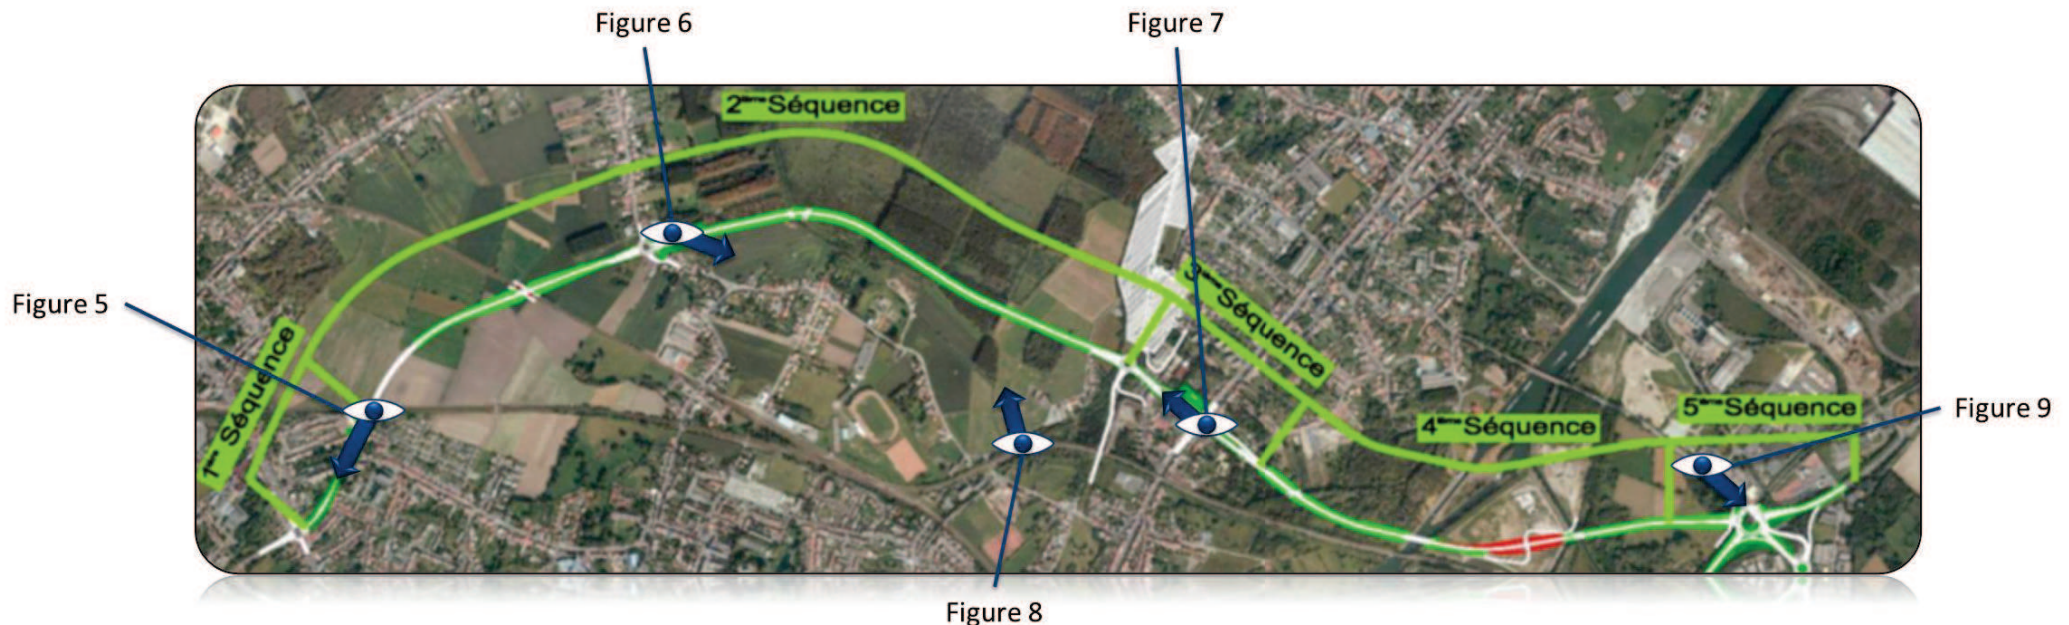 Figure 6
Figure 7
2ème Séquence
Figure 5
1ère Séquence
3ème Séquence
4ème Séquence
5ème Séquence
Figure 9
Figure 8